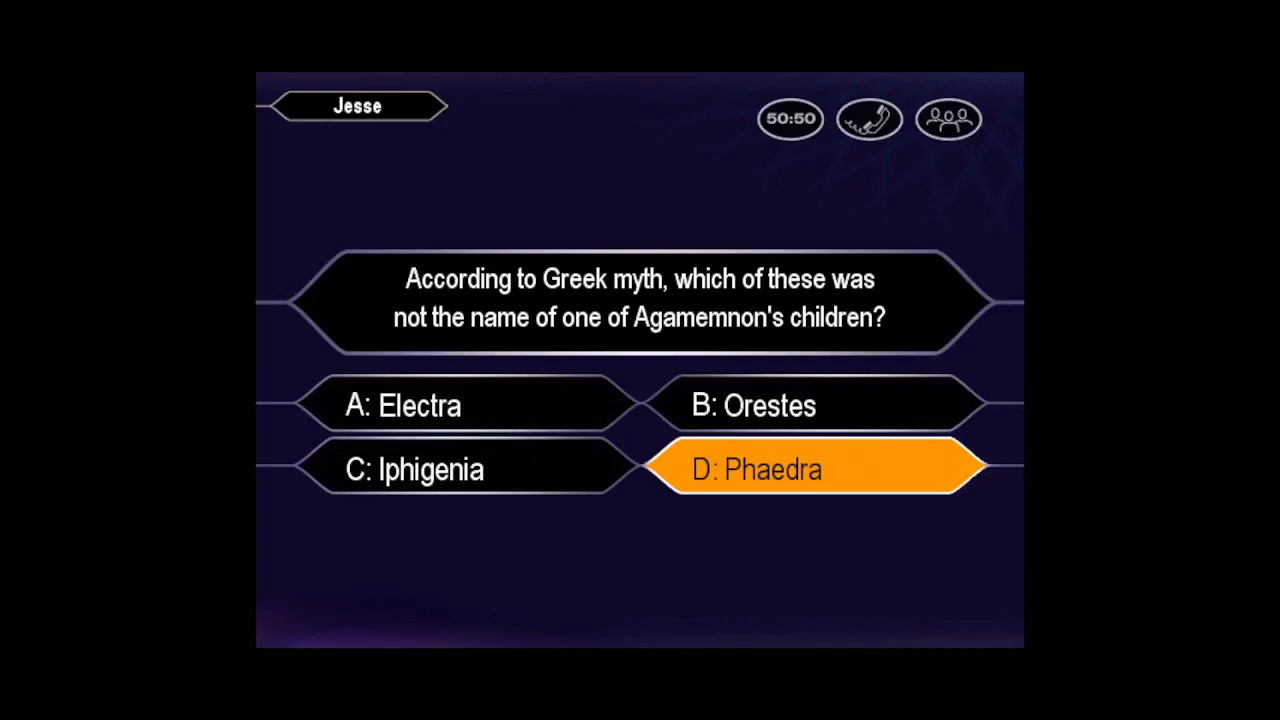 Jesse
50:50
According to Greek myth, which of these was
not the name of one of Agamemnon's children?
A: Electra
B: Orestes
C: Iphigenia
D: Phaedra